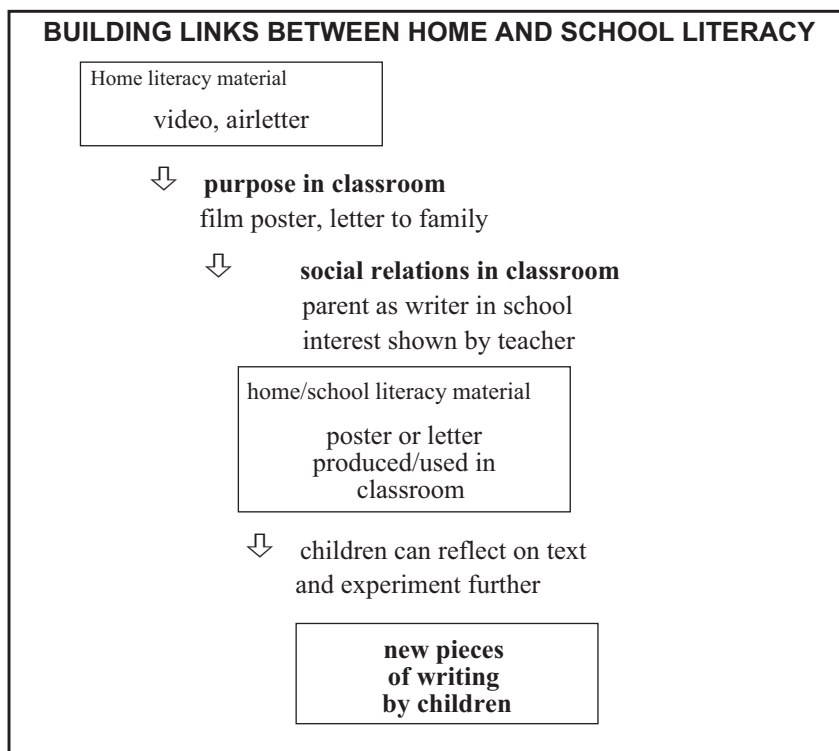 BUILDING LINKS BETWEEN HOME AND SCHOOL LITERACY
Home literacy material
video, airletter
purpose in classroom
film poster, letter to family
social relations in classroom
parent as writer in school
interest shown by teacher
home/school literacy material
poster or letter
produced/used in
classroom
children can reflect on text
and experiment further
new pieces
of writing
by children